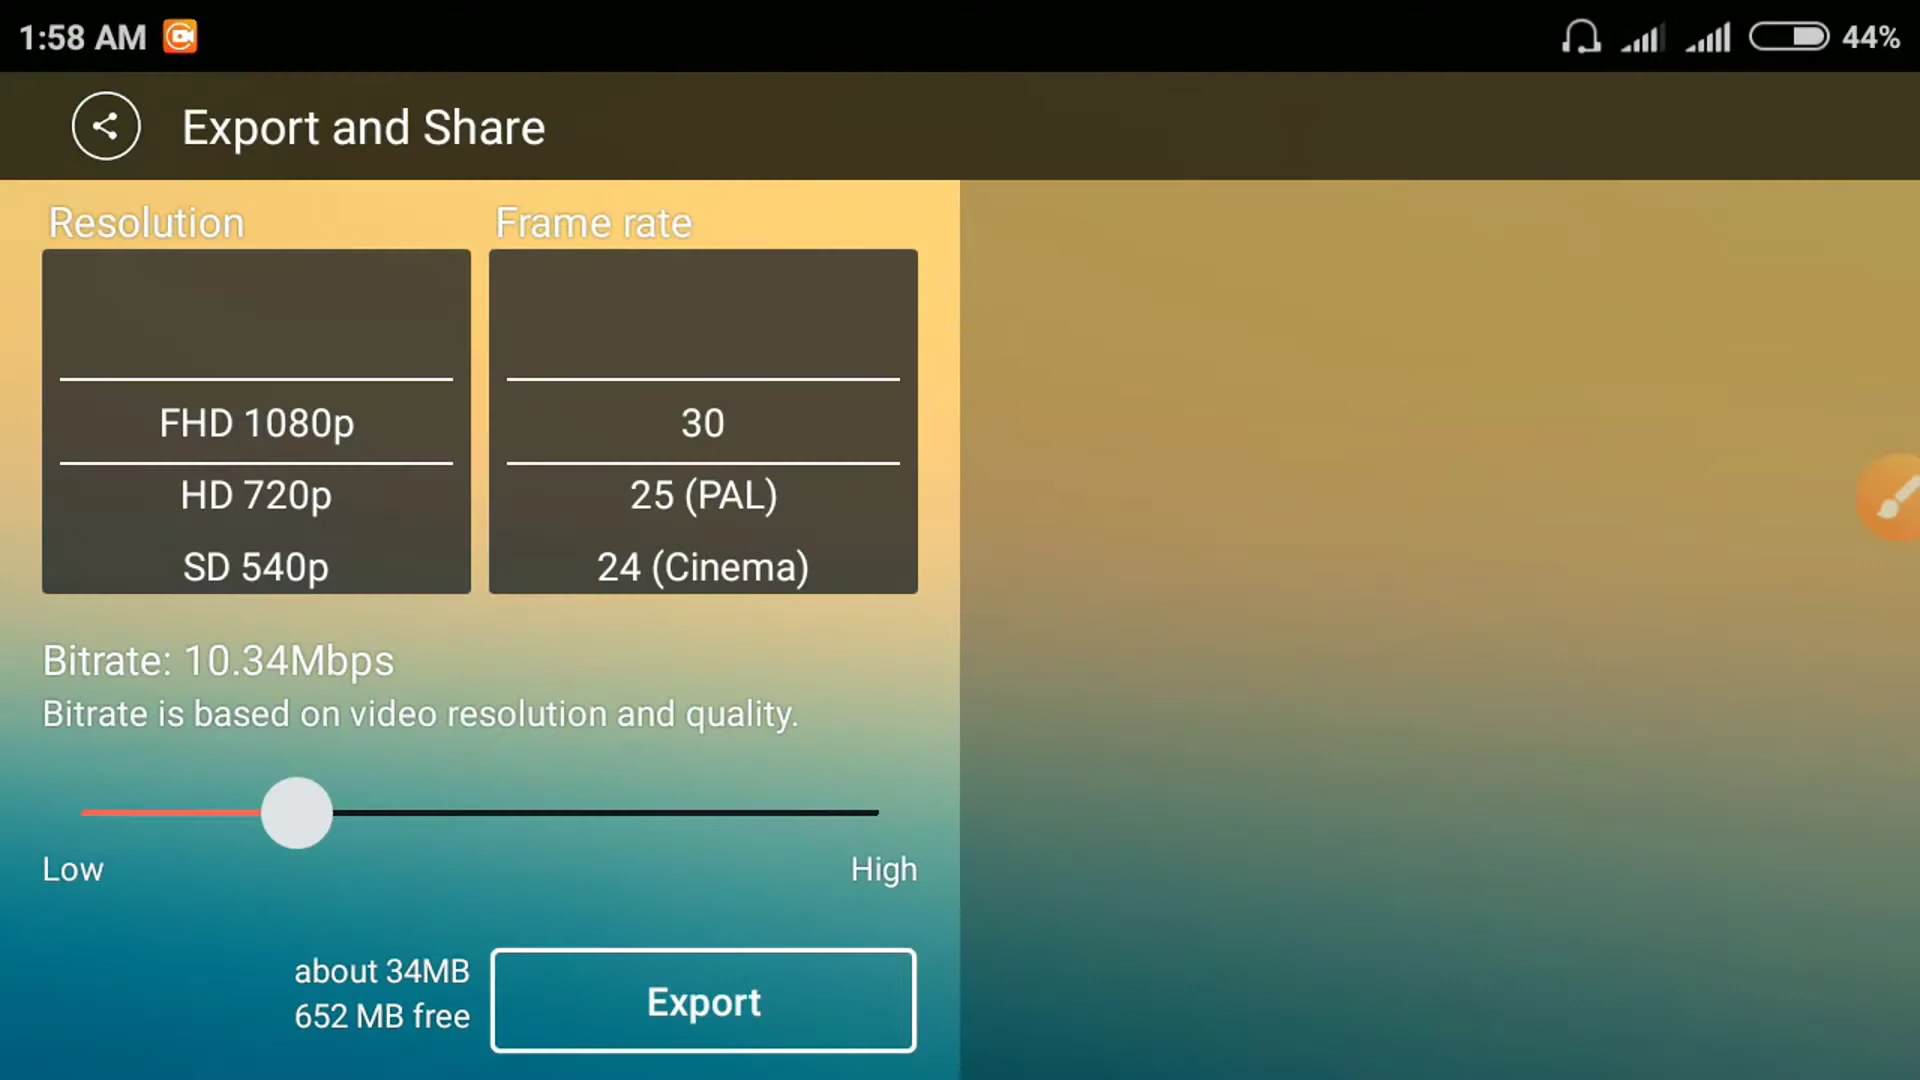 1:58 AM
44%
Export and Share
Resolution
Frame rate
FHD 1080p
HD 720p
SD 540p
30
25 (PAL)
24 (Cinema)
Bitrate: 10.34Mbps
Bitrate is based on video resolution and quality.
Low
High
about 34MB
652 MB free
Export